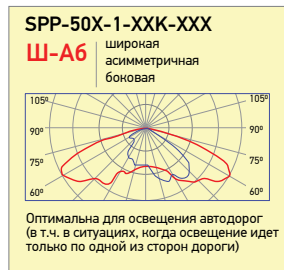 SPP-50X-1-XXK-XXX
Ш-А6
широкая
асимметричная
боковая
105º
105º
90º
90º
75º
75º
60º
60º
Оптимальна для освещения автодорог
(в т.ч. в ситуациях, когда освещение идет
только по одной из сторон дороги)